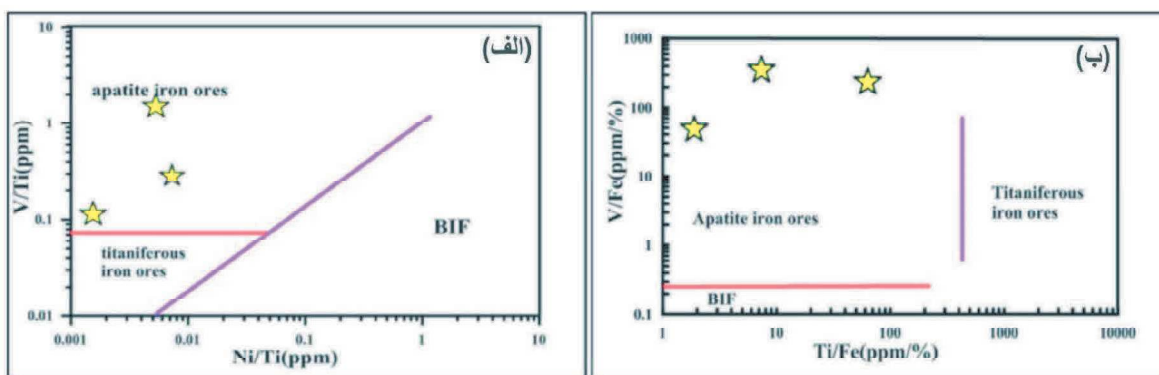 (الف)
10
1
0.1
0.01
V/Ti(ppm)
apatite iron ores
titaniferous
iron ores
BIF
0.001
0.01
0.1
1
10
Ni/Ti(ppm)
(ب)
1000
100
10
1
0.1
V/Fe(ppm/%)
Apatite iron ores
Titaniferous
iron ores
BIF
1
10
100
1000
10000
Ti/Fe(ppm/%)